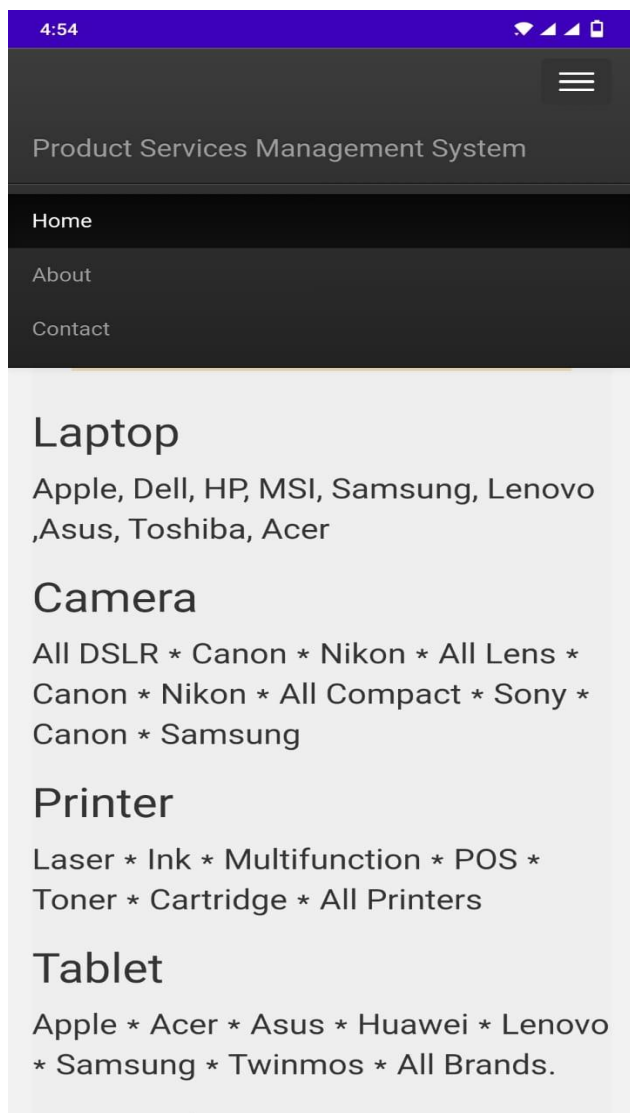 4:54
Product Services Management System
Home
About
Contact
Laptop
Apple, Dell, HP, MSI, Samsung, Lenovo
,Asus, Toshiba, Acer
Camera
All DSLR * Canon * Nikon * All Lens *
Canon * Nikon * All Compact * Sony *
Canon * Samsung
Printer
Laser * Ink * Multifunction * POS *
Toner * Cartridge * All Printers
Tablet
Apple * Acer * Asus * Huawei * Lenovo
* Samsung * Twinmos * All Brands.